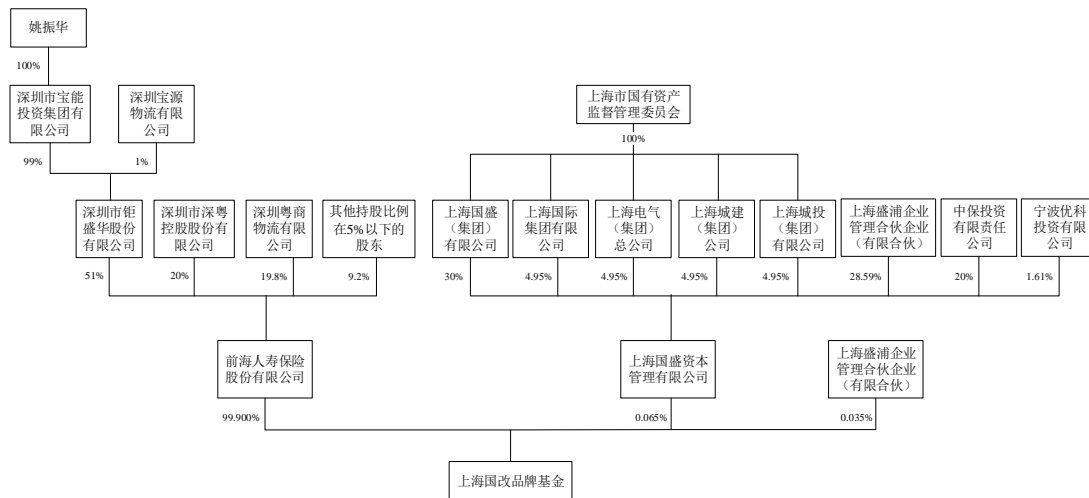 姚振华
100%
深圳市宝能
投资集团有
限公司
深圳宝源
物流有限
公司
上海市国有资产
监督管理委员会
99%
1%
100%
深圳市钜
盛华股份
有限公司
深圳市深粤
控股股份有
限公司
深圳粤商
物流有限
公司
其他持股比例
在5%以下的
股东
上海国盛
（集团）
有限公司
上海国际
集团有限
公司
上海电气
（集团）
总公司
上海城建
（集团）
公司
上海城投
（集团）
有限公司
上海盛浦企业
管理合伙企业
（有限合伙）
中保投资
有限责任
公司
宁波优科
投资有限
公司
51%
20%
19.8%
9.2%
30%
4.95%
4.95%
4.95%
4.95%
28.59%
20%
1.61%
前海人寿保险
股份有限公司
上海国盛资本
管理有限公司
上海盛浦企业
管理合伙企业
（有限合伙）
99.900%
0.065%
0.035%
上海国改品牌基金